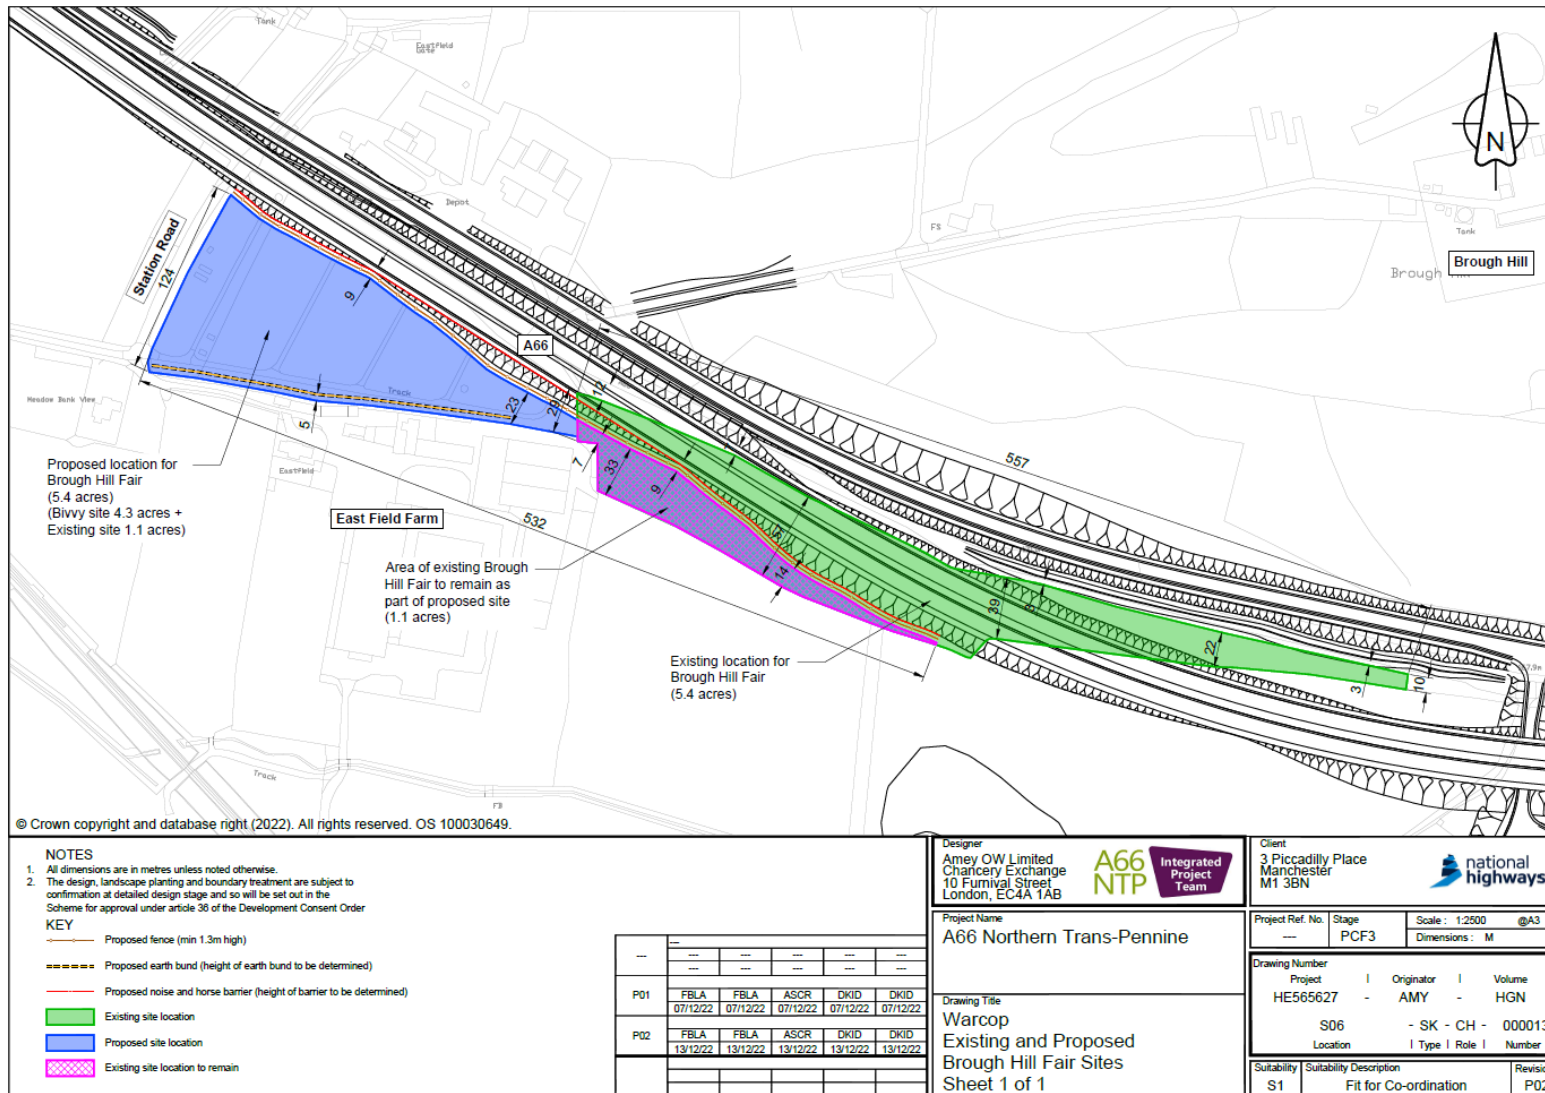 Tank
Eastfield
Gate
Depot
Station Road
124
9
A66
FS
Tank
Brough Hill
Brough
N
557
12
23
29
Track
5
Meadow Bank View
Eastfield
7
33
9
14
532
39
22
3
10
Proposed location for
Brough Hill Fair
(5.4 acres)
(Bivvy site 4.3 acres +
Existing site 1.1 acres)
East Field Farm
Area of existing Brough
Hill Fair to remain as
part of proposed site
(1.1 acres)
Existing location for
Brough Hill Fair
(5.4 acres)
Track
FB
© Crown copyright and database right (2022). All rights reserved. OS 100030649.
NOTES
1. All dimensions are in metres unless noted otherwise.
2. The design, landscape planting and boundary treatment are subject to
confirmation at detailed design stage and so will be set out in the
Scheme for approval under article 36 of the Development Consent Order
KEY
Proposed fence (min 1.3m high)
Proposed earth bund (height of earth bund to be determined)
Proposed noise and horse barrier (height of barrier to be determined)
Existing site location
Proposed site location
Existing site location to remain
--- ---
--- --- --- --- ---
--- --- --- --- ---
P01 FBLA FBLA ASCR DKID DKID
07/12/22 07/12/22 07/12/22 07/12/22 07/12/22
P02 FBLA FBLA ASCR DKID DKID
13/12/22 13/12/22 13/12/22 13/12/22 13/12/22
Designer
Amey OW Limited
Chancery Exchange
10 Furnival Street
London, EC4A 1AB
A66
NTP
Integrated
Project
Team
Client
3 Piccadilly Place
Manchester
M1 3BN
national
highways
Project Name
A66 Northern Trans-Pennine
Project Ref. No. Stage Scale : 1:2500 @A3
--- PCF3 Dimensions : M
Drawing Title
Warcop
Existing and Proposed
Brough Hill Fair Sites
Sheet 1 of 1
Drawing Number
Project | Originator | Volume
HE565627 - AMY - HGN
S06 - SK - CH - 000013
Location | Type | Role | Number
Suitability Suitability Description Revision
S1 Fit for Co-ordination P02